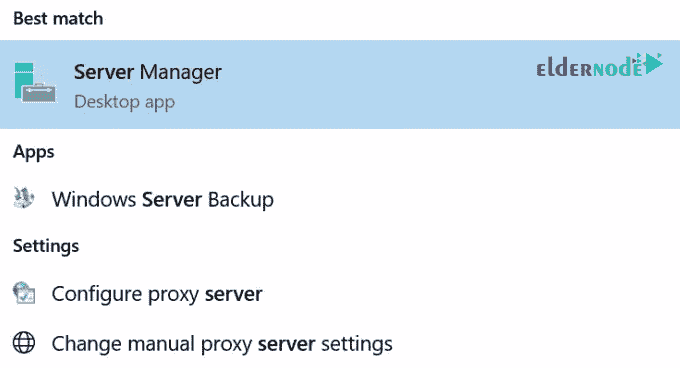 Best match
Server Manager
ELDERNODE
Desktop app
Apps
Windows Server Backup
Settings
Configure proxy server
Change manual proxy server settings